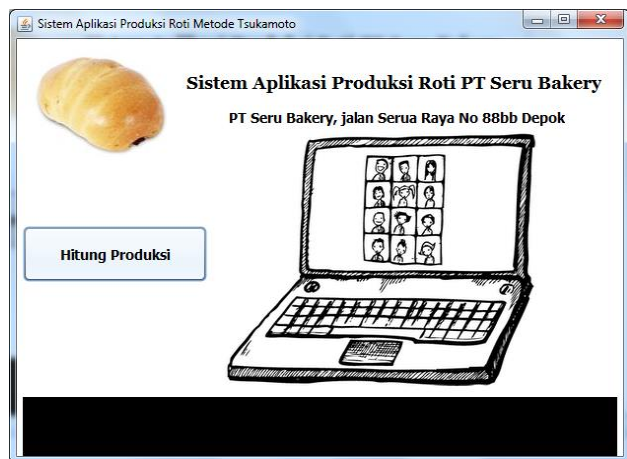 Sistem Aplikasi Produksi Roti Metode Tsukamoto
Sistem Aplikasi Produksi Roti PT Seru Bakery
PT Seru Bakery, jalan Serua Raya No 88bb Depok
Hitung Produksi